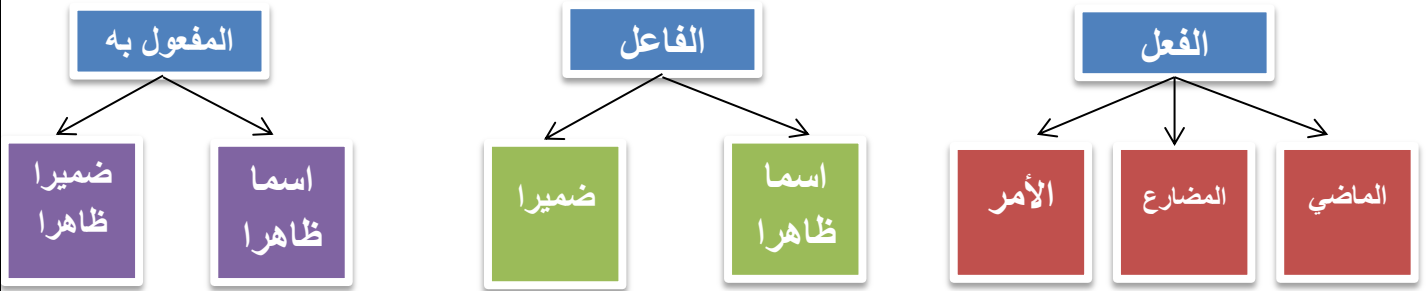 الفعل
الفاعل
المفعول به
الماضي
المضارع
الأمر
اسما
ظاهرا
ضميرا
اسما
ظاهرا
ضميرا
ظاهرا